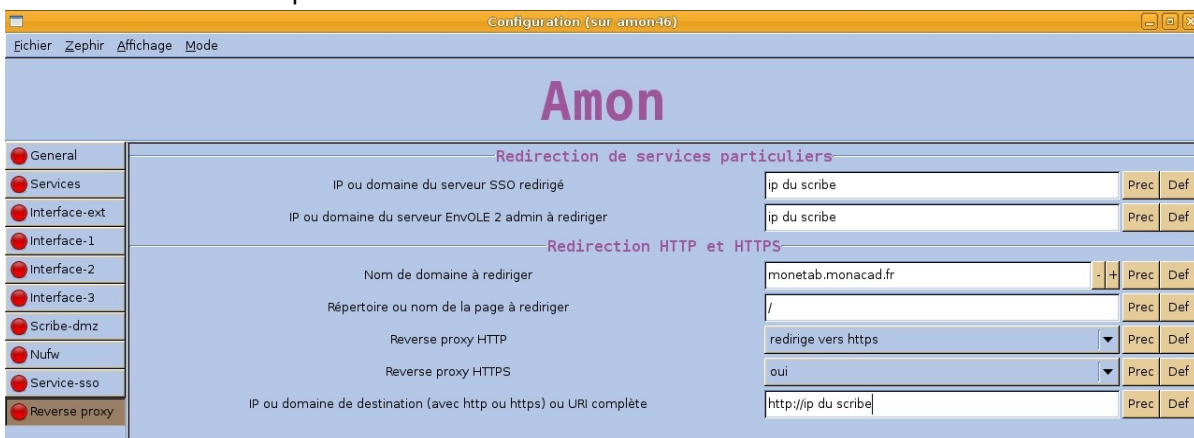 Configuration (sur amon46)
Fichier Zephir Affichage Mode
Amon
General
Services
Interface-ext
Interface-1
Interface-2
Interface-3
Scribe-dmz
Nufw
Service-sso
Reverse proxy
Redirection de services particuliers
IP ou domaine du serveur SSO redirigé ip du scribe Prec Def
IP ou domaine du serveur EnvOLE 2 admin à rediriger ip du scribe Prec Def
Redirection HTTP et HTTPS
Nom de domaine à rediriger monetab.monacad.fr - + Prec Def
Répertoire ou nom de la page à rediriger / Prec Def
Reverse proxy HTTP redirige vers https Prec Def
Reverse proxy HTTPS oui Prec Def
IP ou domaine de destination (avec http ou https) ou URI complète http://ip du scribe Prec Def